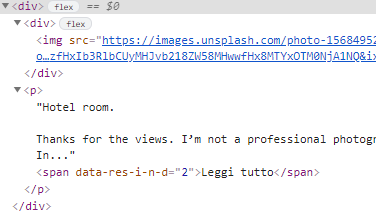 ▼<div> flex == $0
▼<div> flex
<img src="https://images.unsplash.com/photo-15684952
o…zfHxIb3RlbCUyMHJvb218ZW58MHwwfHx8MTYxOTM0NjA1NQ&ix
</div>
▼<p>
"Hotel room.
Thanks for the views. I’m not a professional photogr
In..."
<span data-res-i-n-d="2">Leggi tutto</span>
</p>
</div>